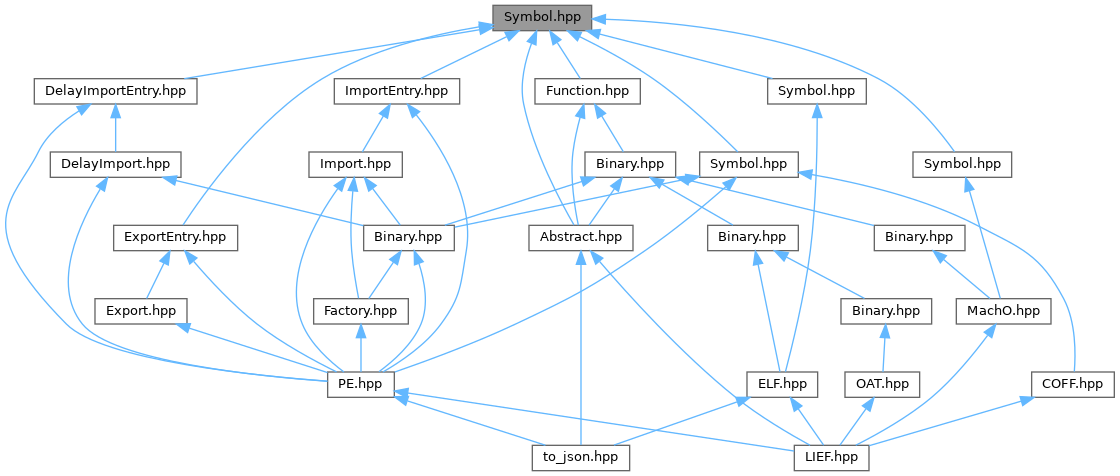 Symbol.hpp
DelayImportEntry.hpp
ImportEntry.hpp
Function.hpp
Symbol.hpp
DelayImport.hpp
Import.hpp
Binary.hpp
Symbol.hpp
Symbol.hpp
ExportEntry.hpp
Binary.hpp
Abstract.hpp
Binary.hpp
Binary.hpp
Export.hpp
Factory.hpp
Binary.hpp
MachO.hpp
PE.hpp
ELF.hpp
OAT.hpp
COFF.hpp
to_json.hpp
LIEF.hpp